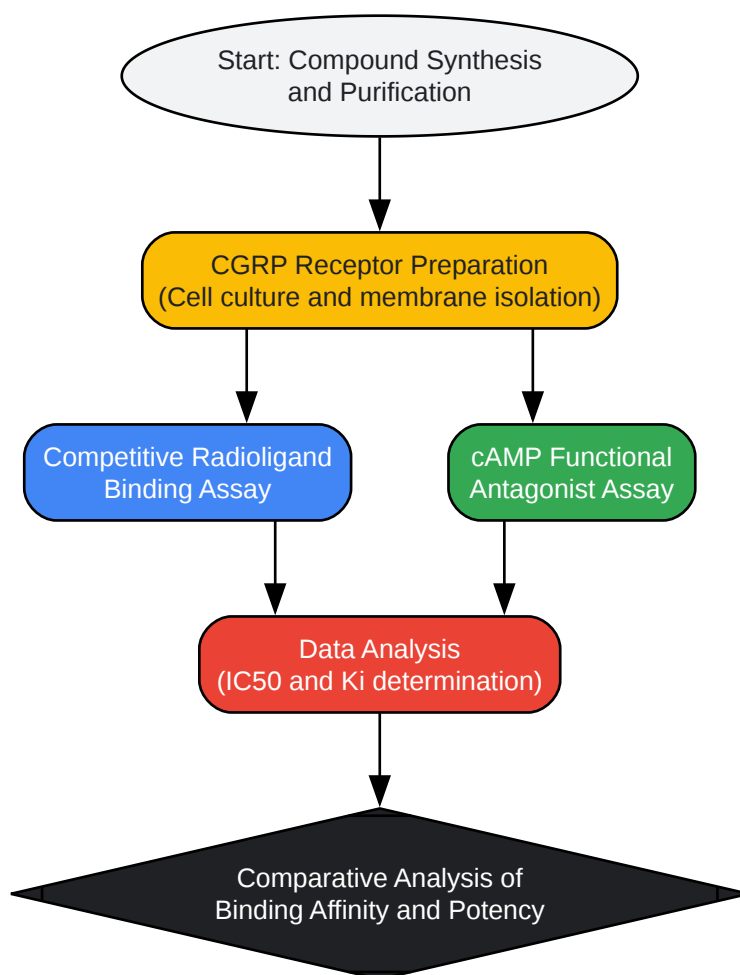 Start: Compound Synthesis
and Purification
CGRP Receptor Preparation
(Cell culture and membrane isolation)
Competitive Radioligand
Binding Assay
cAMP Functional
Antagonist Assay
Data Analysis
(IC50 and Ki determination)
Comparative Analysis of
Binding Affinity and Potency